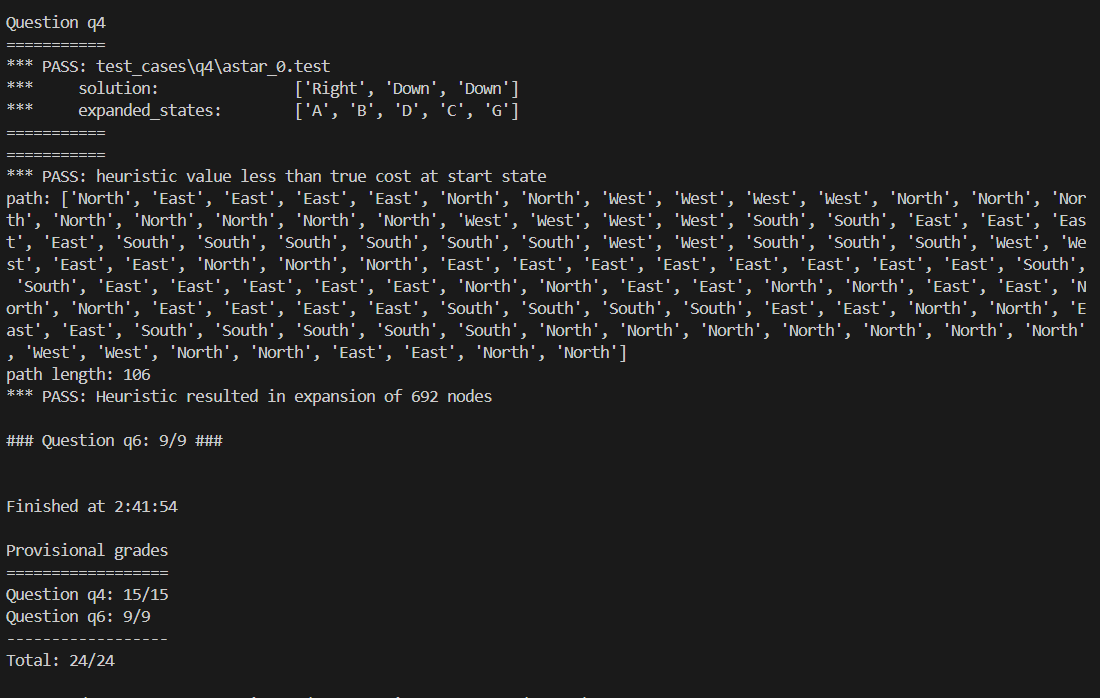 Question q4
===========
*** PASS: test_cases\q4\astar_0.test
***     solution:               ['Right', 'Down', 'Down']
***     expanded_states:        ['A', 'B', 'D', 'C', 'G']
===========
===========
*** PASS: heuristic value less than true cost at start state
path: ['North', 'East', 'East', 'East', 'East', 'North', 'North', 'West', 'West', 'West', 'West', 'North', 'North', 'Nor
th', 'North', 'North', 'North', 'North', 'North', 'West', 'West', 'West', 'West', 'South', 'South', 'East', 'East', 'Eas
t', 'East', 'South', 'South', 'South', 'South', 'South', 'South', 'West', 'West', 'South', 'South', 'South', 'West', 'We
st', 'East', 'East', 'North', 'North', 'North', 'East', 'East', 'East', 'East', 'East', 'East', 'East', 'East', 'South',
 'South', 'East', 'East', 'East', 'East', 'East', 'North', 'North', 'East', 'East', 'North', 'North', 'East', 'East', 'N
orth', 'North', 'East', 'East', 'East', 'East', 'South', 'South', 'South', 'South', 'East', 'East', 'North', 'North', 'E
ast', 'East', 'South', 'South', 'South', 'South', 'South', 'North', 'North', 'North', 'North', 'North', 'North', 'North'
, 'West', 'West', 'North', 'North', 'East', 'East', 'North', 'North']
path length: 106
*** PASS: Heuristic resulted in expansion of 692 nodes
### Question q6: 9/9 ###
Finished at 2:41:54
Provisional grades
==================
Question q4: 15/15
Question q6: 9/9
------------------
Total: 24/24